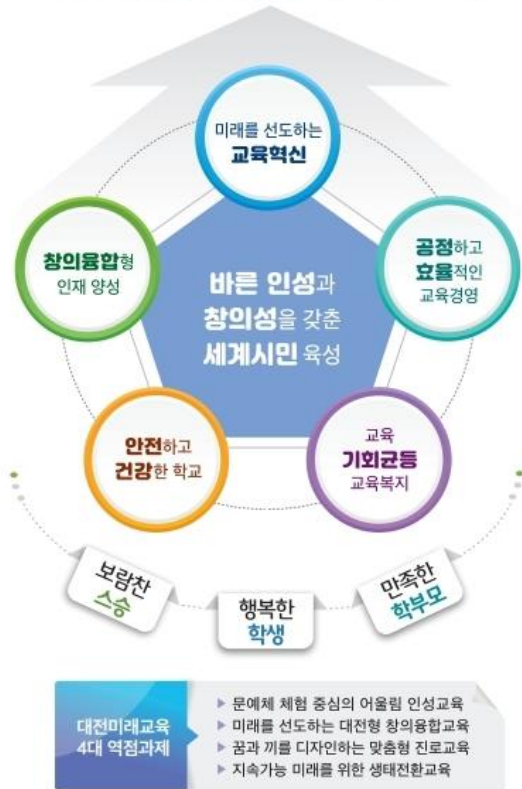 미래를 선도하는
교육혁신
창의융합형
인재 양성
공정하고
효율적인
교육경영
바른 인성과
창의성을 갖춘
세계시민 육성
안전하고
건강한 학교
교육
기회균등
교육복지
보람찬
스승
행복한
학생
만족한
학부모
대전미래교육
4대 역점과제
▶ 문예체 체험 중심의 어울림 인성교육
▶ 미래를 선도하는 대전형 창의융합교육
▶ 꿈과 끼를 디자인하는 맞춤형 진로교육
▶ 지속가능 미래를 위한 생태전환교육